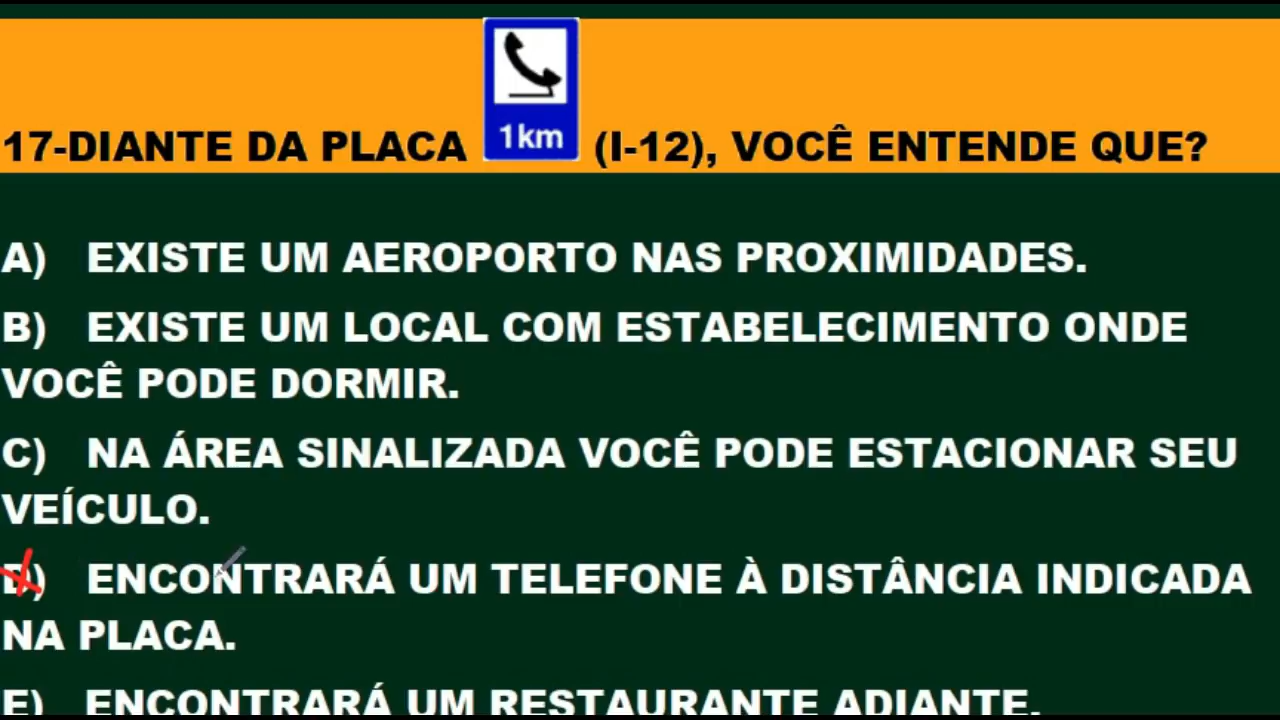 17-DIANTE DA PLACA 1km (I-12), VOCÊ ENTENDE QUE?
A) EXISTE UM AEROPORTO NAS PROXIMIDADES.
B) EXISTE UM LOCAL COM ESTABELECIMENTO ONDE
VOCÊ PODE DORMIR.
C) NA ÁREA SINALIZADA VOCÊ PODE ESTACIONAR SEU
VEÍCULO.
D) ENCONTRARÁ UM TELEFONE À DISTÂNCIA INDICADA
NA PLACA.
E) ENCONTRARÁ UM RESTAURANTE ADIANTE.